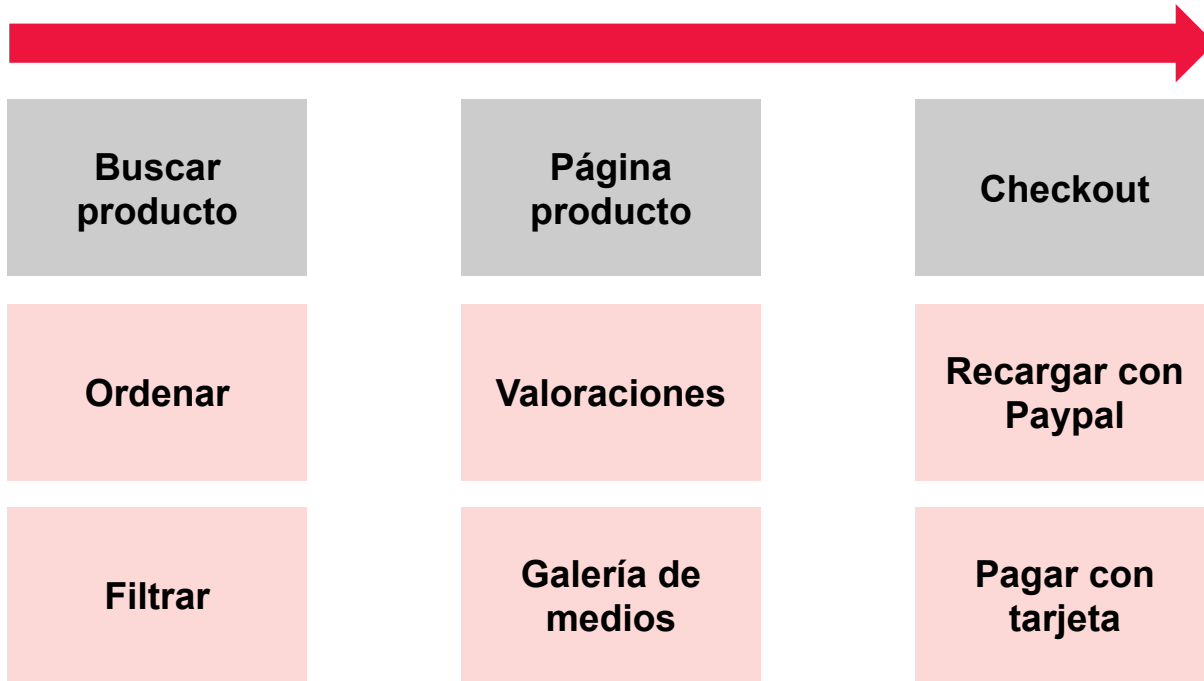 Buscar
producto
Página
producto
Checkout
Ordenar
Valoraciones
Recargar con
Paypal
Filtrar
Galería de
medios
Pagar con
tarjeta